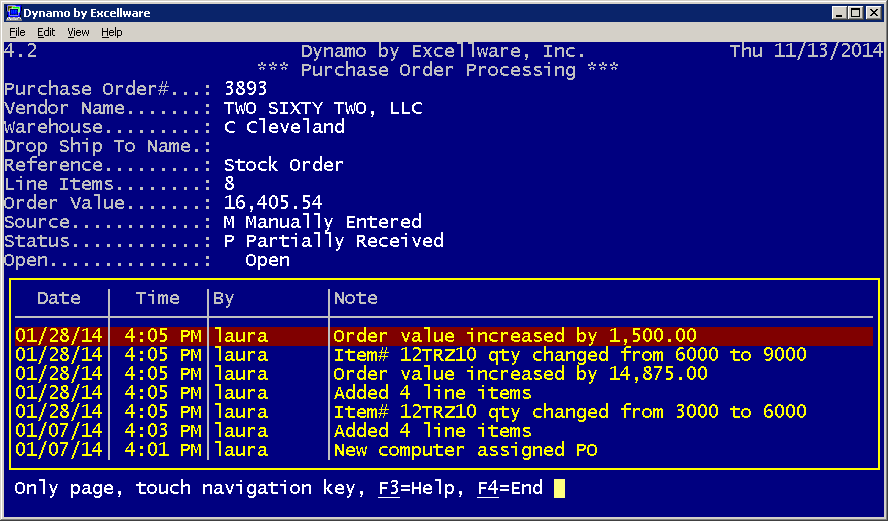 Dynamo by Excellware
File Edit View Help
4.2 Dynamo by Excellware, Inc. Thu 11/13/2014
*** Purchase Order Processing ***
Purchase Order#...: 3893
Vendor Name.......: TWO SIXTY TWO, LLC
Warehouse.........: C Cleveland
Drop Ship To Name.:
Reference.........: Stock Order
Line Items........: 8
Order Value.......: 16,405.54
Source............: M Manually Entered
Status............: P Partially Received
Open..............: Open
Date Time By Note
01/28/14 4:05 PM laura Order value increased by 1,500.00
01/28/14 4:05 PM laura Item# 12TRZ10 qty changed from 6000 to 9000
01/28/14 4:05 PM laura Order value increased by 14,875.00
01/28/14 4:05 PM laura Added 4 line items
01/28/14 4:05 PM laura Item# 12TRZ10 qty changed from 3000 to 6000
01/07/14 4:03 PM laura Added 4 line items
01/07/14 4:01 PM laura New computer assigned PO
Only page, touch navigation key, F3=Help, F4=End